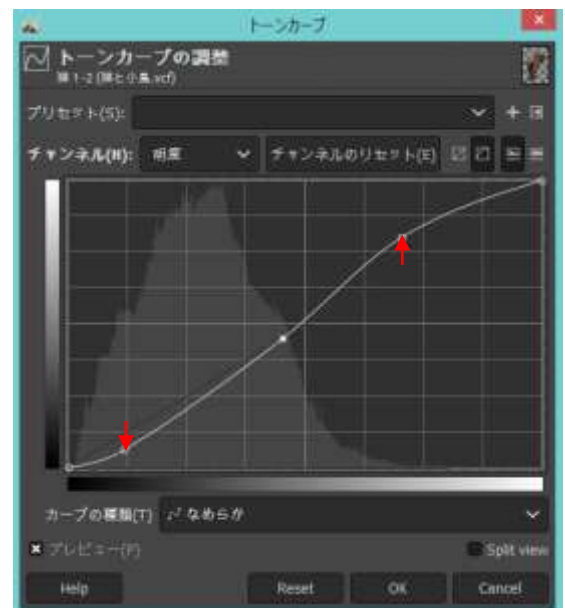 トーンカーブ
トーンカーブの調整
プリセット(S):
チャンネル(N): 明度 チャンネルのリセット(E)
カーブの種類(T) なめらか
プレビュー(P) Split view
Help Reset OK Cancel